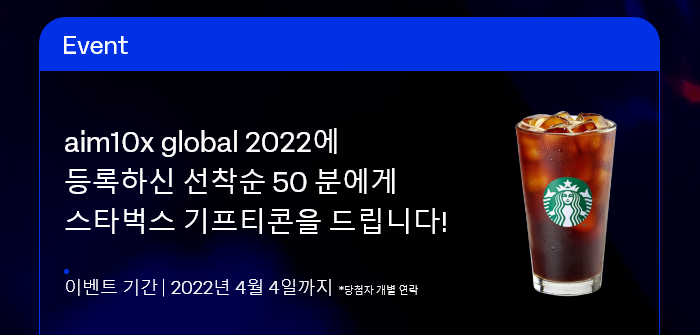 Event
aim10x global 2022에
등록하신 선착순 50 분에게
스타벅스 기프티콘을 드립니다!
이벤트 기간 | 2022년 4월 4일까지 *당첨자 개별 연락